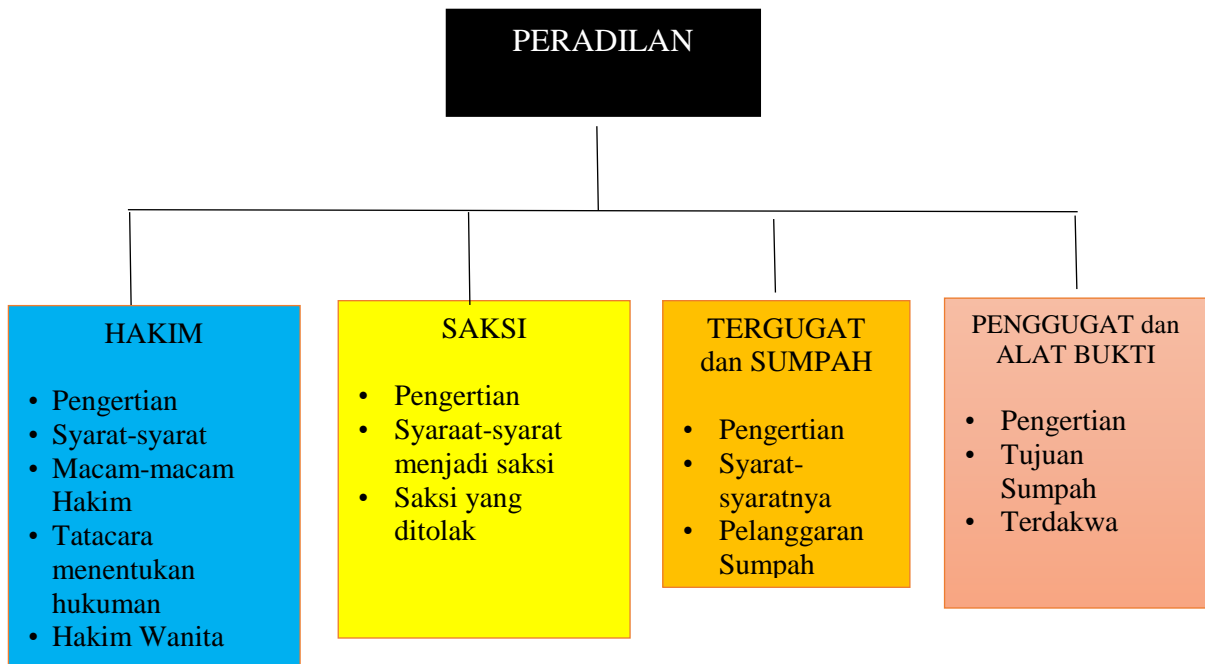 PERADILAN
HAKIM
• Pengertian
• Syarat-syarat
• Macam-macam
Hakim
• Tatacara
menentukan
hukuman
• Hakim Wanita
SAKSI
• Pengertian
• Syaraat-syarat
menjadi saksi
• Saksi yang
ditolak
TERGUGAT
dan SUMPAH
• Pengertian
• Syarat-
syaratnya
• Pelanggaran
Sumpah
PENGGUGAT dan
ALAT BUKTI
• Pengertian
• Tujuan
Sumpah
• Terdakwa